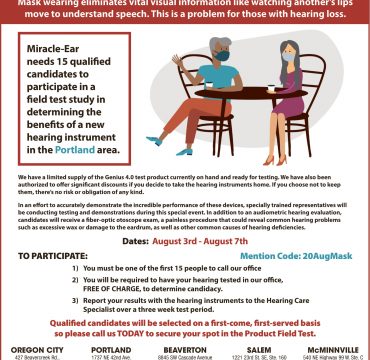 Mask wearing eliminates vital visual information like watching another's lips
move to understand speech. This is a problem for those with hearing loss.
Miracle-Ear
needs 15 qualified
candidates to
participate in a
field test study in
determining the
benefits of a new
hearing instrument
in the Portland area.
We have a limited supply of the Genius 4.0 test product currently on hand and ready for testing. We have also been
authorized to offer significant discounts if you decide to take the hearing instruments home. If you choose not to keep
them, there's no risk or obligation of any kind.
In an effort to accurately demonstrate the incredible performance of these devices, specially trained representatives will
be conducting testing and demonstrations during this special event. In addition to an audiometric hearing evaluation,
candidates will receive a fiber-optic otoscope exam, a painless procedure that could reveal common hearing problems
such as excessive wax or damage to the eardrum, as well as other common causes of hearing deficiencies.
Dates: August 3rd - August 7th
TO PARTICIPATE: Mention Code: 20AugMask
1) You must be one of the first 15 people to call our office
2) You will be required to have your hearing tested in our office,
FREE OF CHARGE, to determine candidacy.
3) Report your results with the hearing instruments to the Hearing Care
Specialist over a three week test period.
Qualified candidates will be selected on a first-come, first-served basis
so please call us TODAY to secure your spot in the Product Field Test.
OREGON CITY PORTLAND BEAVERTON SALEM McMINNVILLE
427 Beavercreek Rd. 1737 NE 42nd Ave. 8845 SW Cascade Avenue 1221 23rd St. SE, Ste. 160 540 NE Highway 99 W, Ste. C